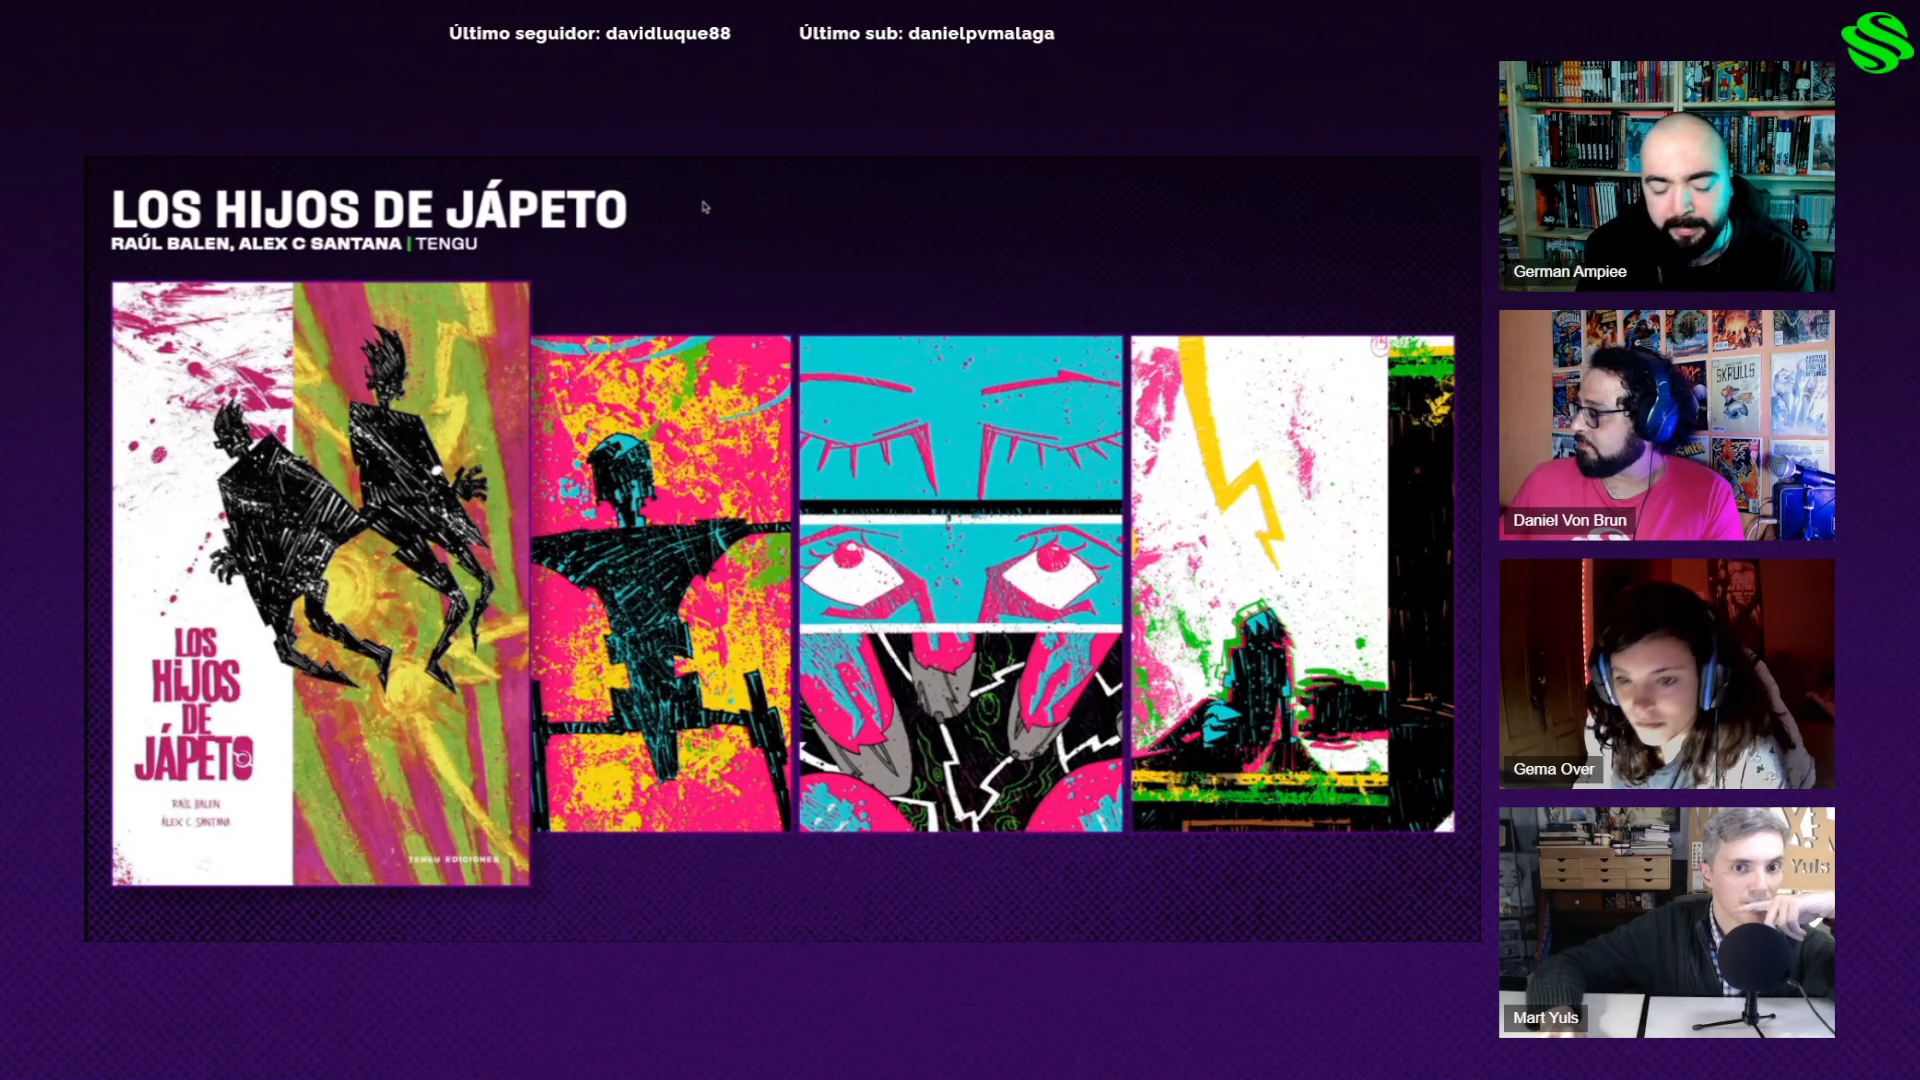 Último seguidor: davidluque88
Último sub: danielpvmalaga
LOS HIJOS DE JÁPETO
RAÚL BALEN, ALEX C SANTANA | TENGU
LOS
HiJOS
DE
JÁPETO
RAÚL BALEN
ÁLEX C. SANTANA
TENGU EDICIONES
German Ampiee
SKRULLS
Daniel Von Brun
Gema Over
Yuls
Mart Yuls